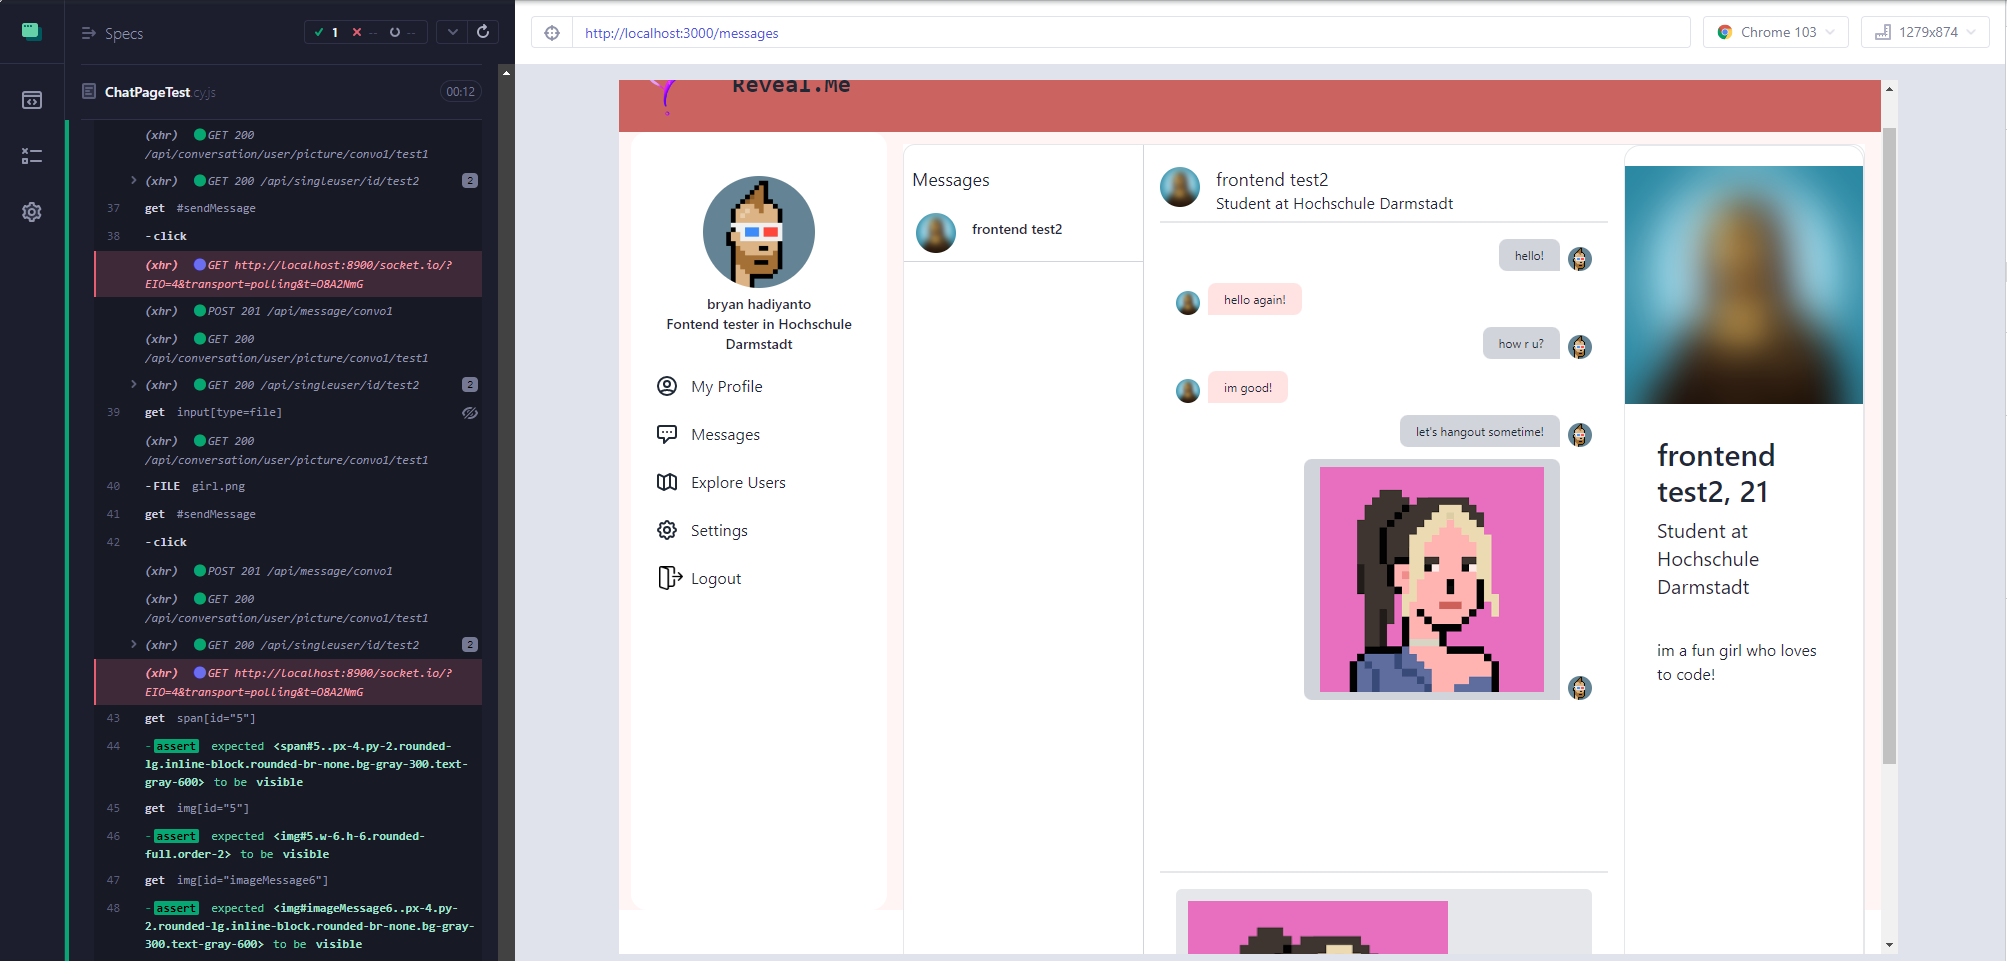 Specs
1
--
--
ChatPageTest.cy.js
00:12
(xhr) GET 200
/api/conversation/user/picture/convo1/test1
(xhr) GET 200 /api/singleuser/id/test2
2
37 get #sendMessage
38 -click
(xhr) GET http://localhost:8900/socket.io/?
EIO=4&transport=polling&t=O8A2NmG
(xhr) POST 201 /api/message/convo1
(xhr) GET 200
/api/conversation/user/picture/convo1/test1
(xhr) GET 200 /api/singleuser/id/test2
2
39 get input[type=file]
(xhr) GET 200
/api/conversation/user/picture/convo1/test1
40 -FILE girl.png
41 get #sendMessage
42 -click
(xhr) POST 201 /api/message/convo1
(xhr) GET 200
/api/conversation/user/picture/convo1/test1
(xhr) GET 200 /api/singleuser/id/test2
2
(xhr) GET http://localhost:8900/socket.io/?
EIO=4&transport=polling&t=O8A2NmG
43 get span[id="5"]
44 -assert expected <span#5..px-4.py-2.rounded-
lg.inline-block.rounded-br-none.bg-gray-300.text-
gray-600> to be visible
45 get img[id="5"]
46 -assert expected <img#5.w-6.h-6.rounded-
full.order-2> to be visible
47 get img[id="imageMessage6"]
48 -assert expected <img#imageMessage6..px-4.py-
2.rounded-lg.inline-block.rounded-br-none.bg-gray-
300.text-gray-600> to be visible
http://localhost:3000/messages
Chrome 103
1279x874
Reveal.Me
bryan hadiyanto
Fontend tester in Hochschule
Darmstadt
My Profile
Messages
Explore Users
Settings
Logout
Messages
frontend test2
frontend test2
Student at Hochschule Darmstadt
hello!
hello again!
how r u?
im good!
let's hangout sometime!
frontend
test2, 21
Student at
Hochschule
Darmstadt
im a fun girl who loves
to code!